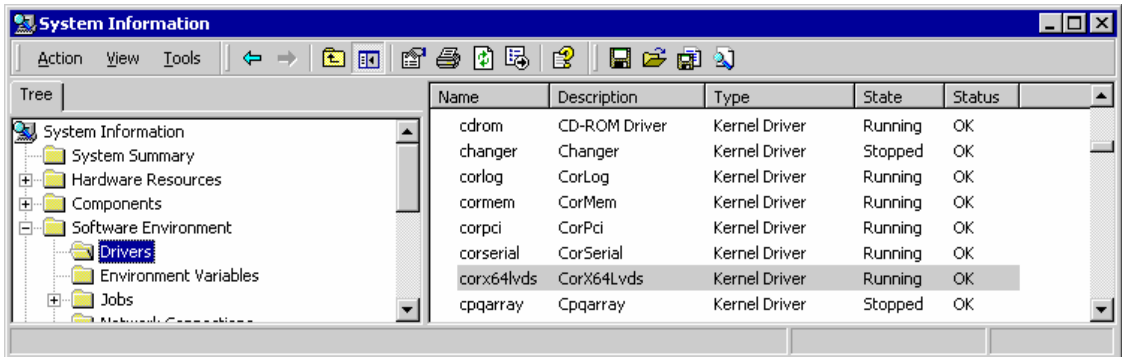 System Information
Action View Tools
Tree
System Information
System Summary
Hardware Resources
Components
Software Environment
Drivers
Environment Variables
Jobs
Network Connections
Name Description Type State Status
cdrom CD-ROM Driver Kernel Driver Running OK
changer Changer Kernel Driver Stopped OK
corlog CorLog Kernel Driver Running OK
cormem CorMem Kernel Driver Running OK
corpci CorPci Kernel Driver Running OK
corserial CorSerial Kernel Driver Running OK
corx64lvds CorX64Lvds Kernel Driver Running OK
cpqarray Cpqarray Kernel Driver Stopped OK